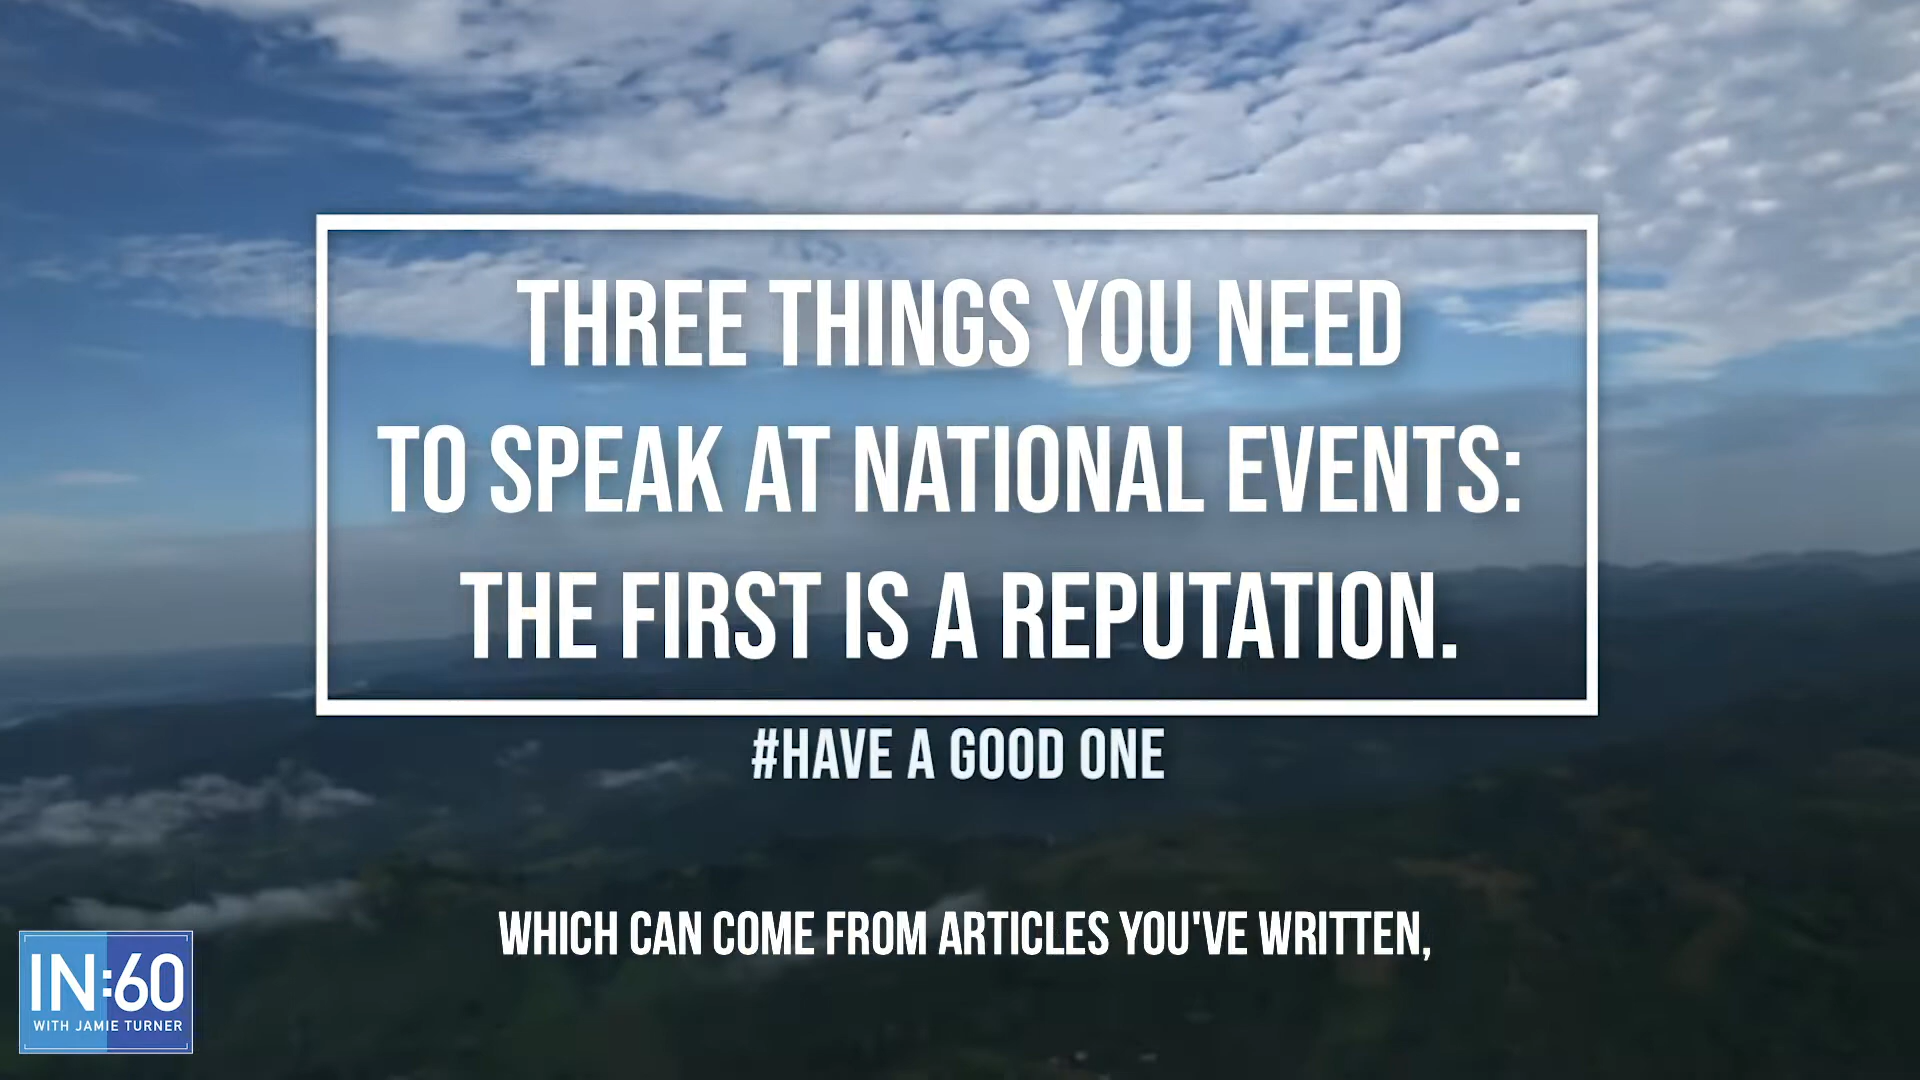 THREE THINGS YOU NEED
TO SPEAK AT NATIONAL EVENTS:
THE FIRST IS A REPUTATION.
#HAVE A GOOD ONE
WHICH CAN COME FROM ARTICLES YOU'VE WRITTEN,
IN:60
WITH JAMIE TURNER